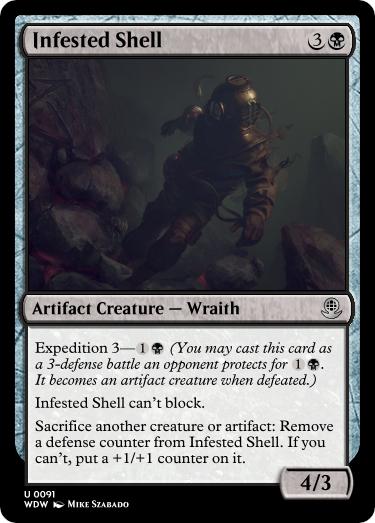 Infested Shell 3
Artifact Creature — Wraith
Expedition 3—1 (You may cast this card
as a 3-defense battle an opponent protects for 1 .
It becomes an artifact creature when defeated.)
Infested Shell can't block.
Sacrifice another creature or artifact: Remove
a defense counter from Infested Shell. If you
can't, put a +1/+1 counter on it.
4/3
U 0091
WDW Mike Szabado